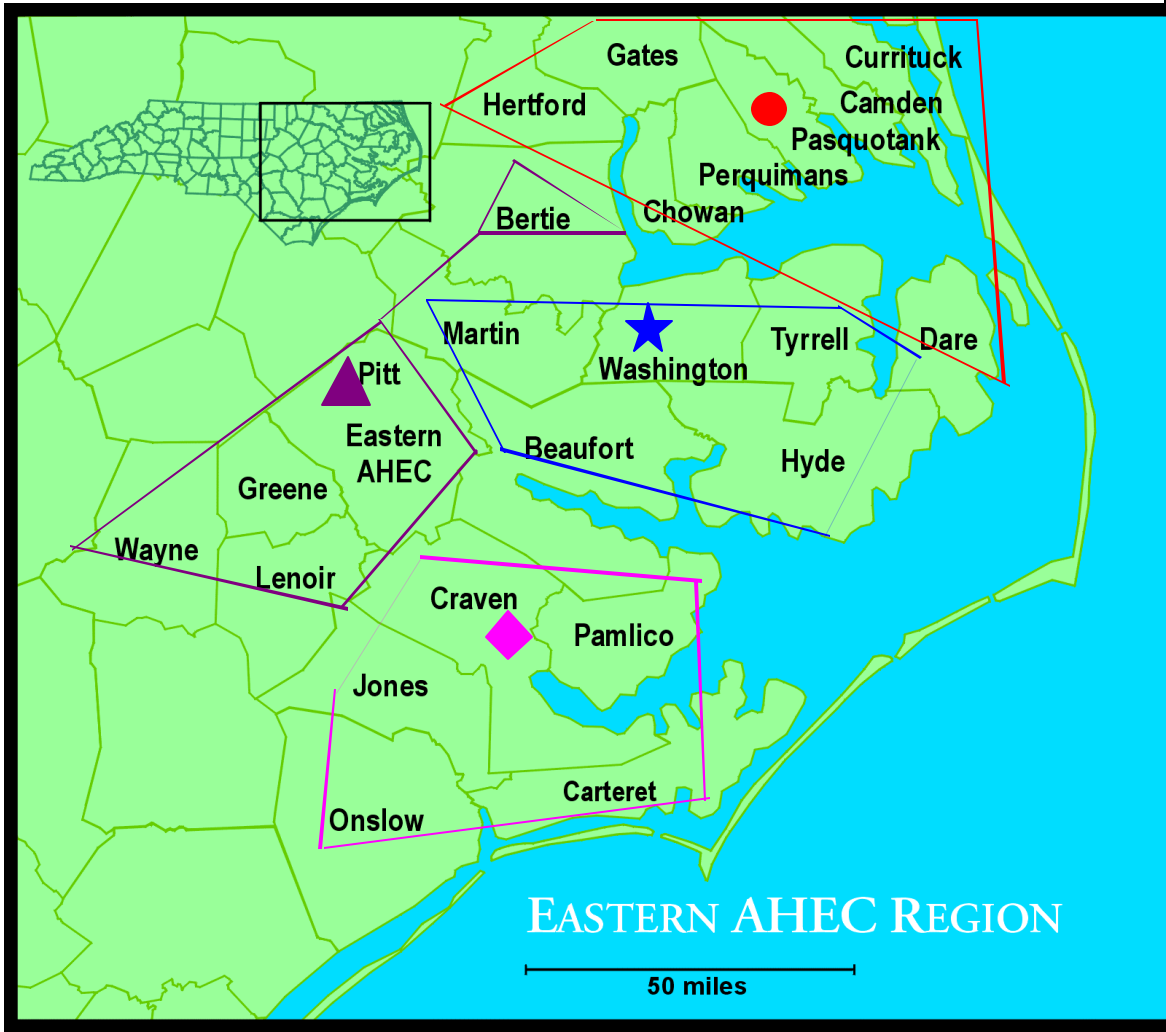 Gates
Currituck
Hertford
Camden
Pasquotank
Perquimans
Chowan
Bertie
Martin
Tyrrell
Dare
Washington
Pitt
Eastern
AHEC
Beaufort
Hyde
Greene
Wayne
Lenoir
Craven
Pamlico
Jones
Carteret
Onslow
EASTERN AHEC REGION
50 miles